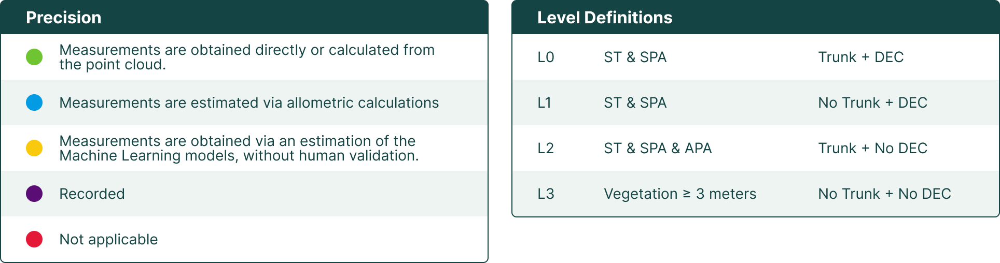 Precision
Measurements are obtained directly or calculated from
the point cloud.
Measurements are estimated via allometric calculations
Measurements are obtained via an estimation of the
Machine Learning models, without human validation.
Recorded
Not applicable
Level Definitions
L0 ST & SPA Trunk + DEC
L1 ST & SPA No Trunk + DEC
L2 ST & SPA & APA Trunk + No DEC
L3 Vegetation ≥ 3 meters No Trunk + No DEC